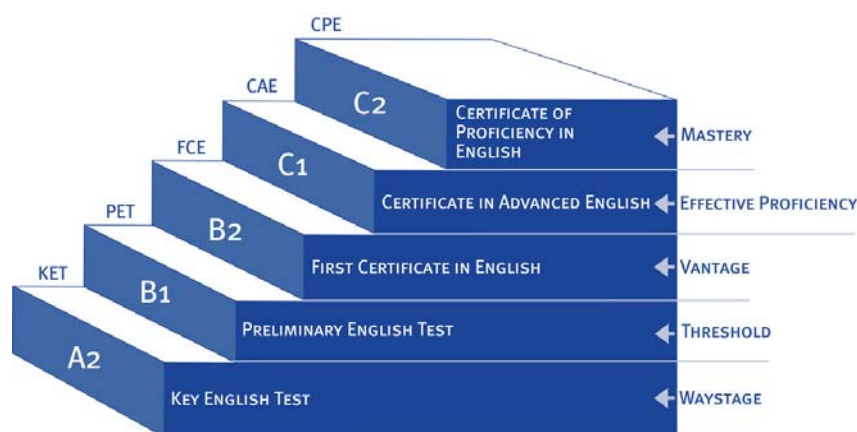 CPE
CAE
C2
CERTIFICATE OF
PROFICIENCY IN
ENGLISH
MASTERY
FCE
C1
CERTIFICATE IN ADVANCED ENGLISH
EFFECTIVE PROFICIENCY
PET
B2
FIRST CERTIFICATE IN ENGLISH
VANTAGE
KET
B1
PRELIMINARY ENGLISH TEST
THRESHOLD
A2
KEY ENGLISH TEST
WAYSTAGE